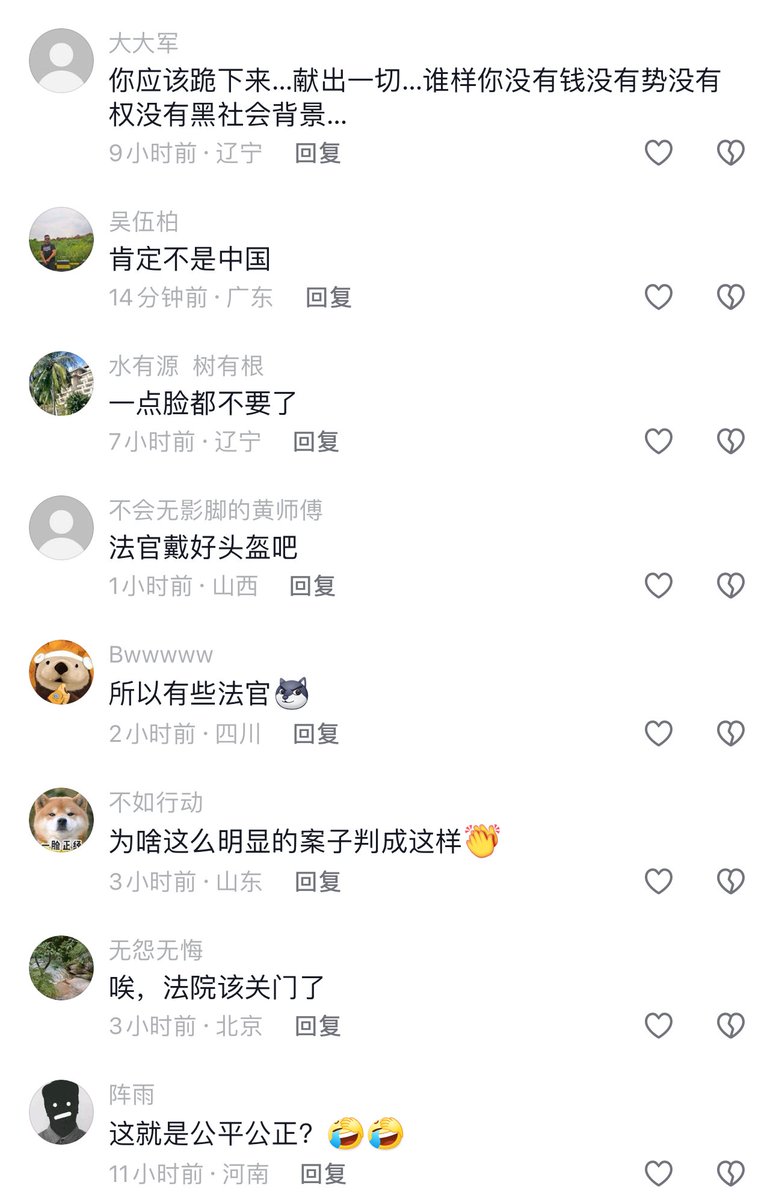 大大军
你应该跪下来...献出一切...谁样你没有钱没有势没有
权没有黑社会背景...
9小时前·辽宁 回复
吴伍柏
肯定不是中国
14分钟前·广东 回复
水有源 树有根
一点脸都不要了
7小时前·辽宁 回复
不会无影脚的黄师傅
法官戴好头盔吧
1小时前·山西 回复
Bwwwww
所以有些法官
2小时前·四川 回复
不如行动
为啥这么明显的案子判成这样👏
一脸正经
3小时前·山东 回复
无怨无悔
唉，法院该关门了
3小时前·北京 回复
阵雨
这就是公平公正？🤣🤣
11小时前·河南 回复